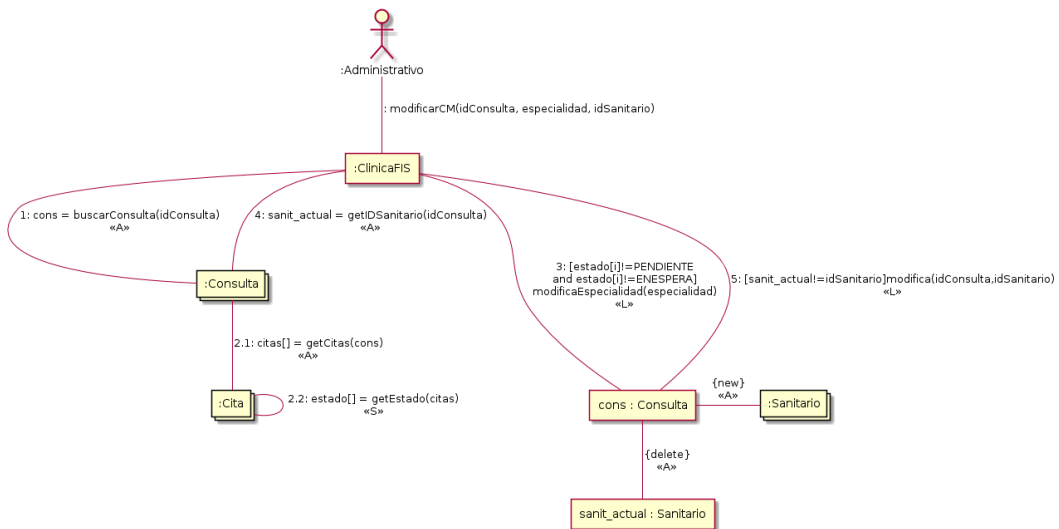 :Administrativo
: modificarCM(idConsulta, especialidad, idSanitario)
:ClinicaFIS
1: cons = buscarConsulta(idConsulta)
«A»
4: sanit_actual = getIDSanitario(idConsulta)
«A»
3: [estado[i]!=PENDIENTE
and estado[i]!=ENESPERA]
modificaEspecialidad(especialidad)
«L»
5: [sanit_actual!=idSanitario]modifica(idConsulta,idSanitario)
«L»
:Consulta
2.1: citas[] = getCitas(cons)
«A»
:Cita
2.2: estado[] = getEstado(citas)
«S»
cons : Consulta
{new}
«A»
:Sanitario
{delete}
«A»
sanit_actual : Sanitario